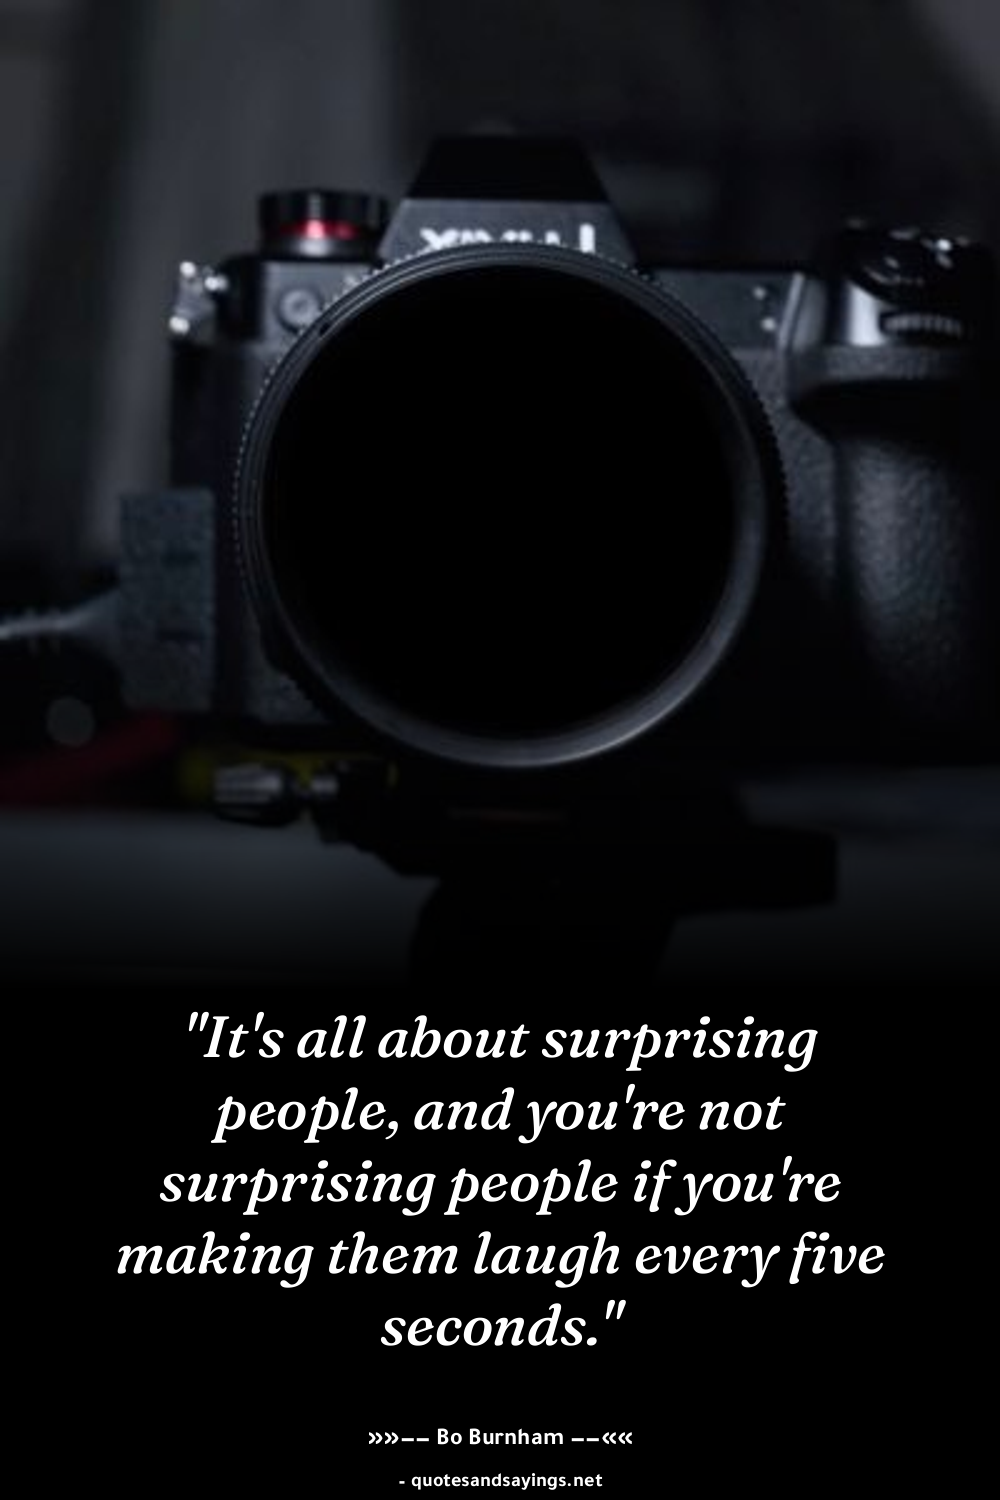 "It's all about surprising
people, and you're not
surprising people if you're
making them laugh every five
seconds."
»»–– Bo Burnham ––««
- quotesandsayings.net